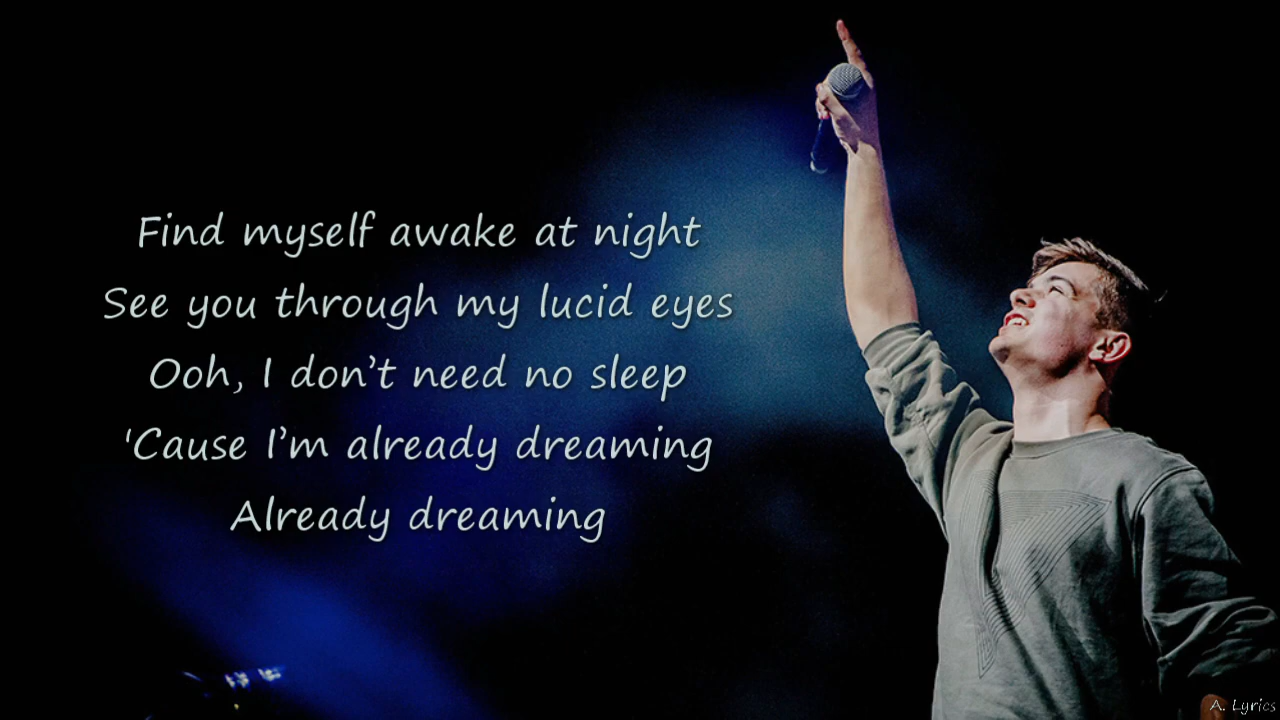 Find myself awake at night
See you through my lucid eyes
Ooh, I don’t need no sleep
'Cause I’m already dreaming
Already dreaming
A. Lyrics